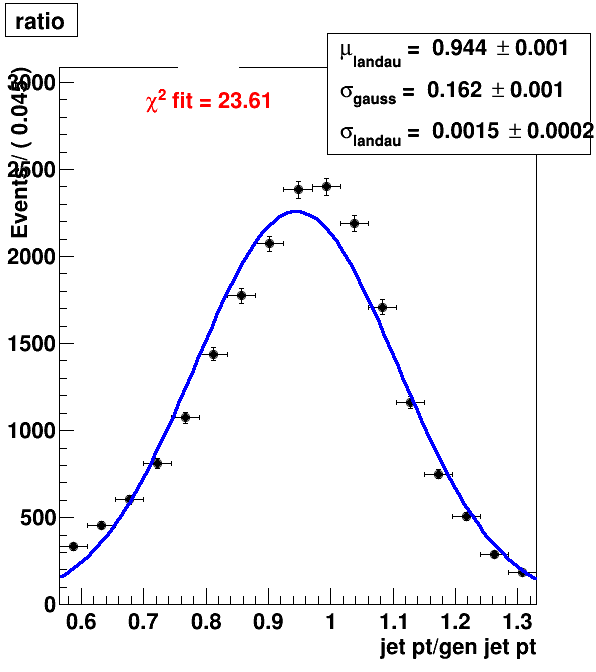 ratio
μlandau = 0.944 ± 0.001
σgauss = 0.162 ± 0.001
σlandau = 0.0015 ± 0.0002
χ2 fit = 23.61
Events / ( 0.045 )
3000
2500
2000
1500
1000
500
0
0.6 0.7 0.8 0.9 1 1.1 1.2 1.3
jet pt/gen jet pt